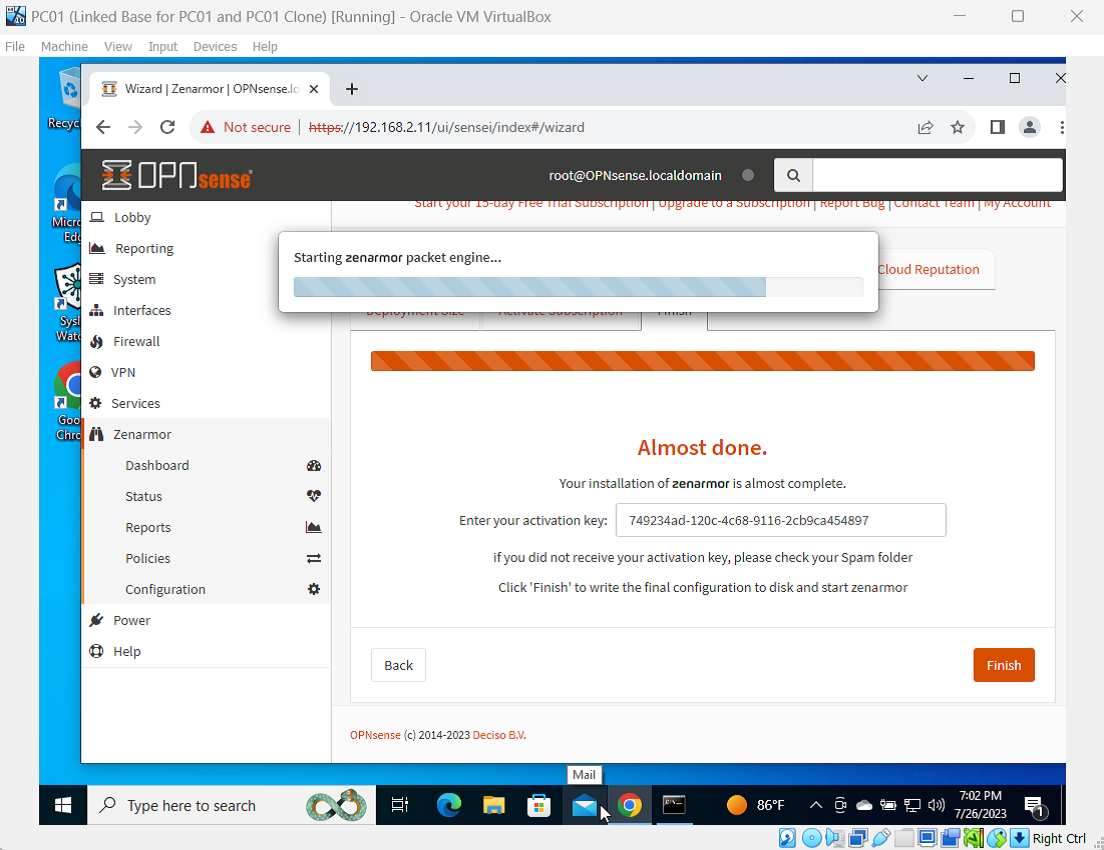 PC01 (Linked Base for PC01 and PC01 Clone) [Running] - Oracle VM VirtualBox
File Machine View Input Devices Help
Wizard | Zenarmor | OPNsense.lo
Not secure https://192.168.2.11/ui/sensei/index#/wizard
OPNsense
root@OPNsense.localdomain
Recyc
Micros
Edg
Sysl
Wato
Goo
Chro
Lobby
Reporting
System
Interfaces
Firewall
VPN
Services
Zenarmor
Dashboard
Status
Reports
Policies
Configuration
Power
Help
Start your 15-day Free Trial Subscription | Upgrade to a Subscription | Report Bug | Contact Team | My Account
Starting zenarmor packet engine...
Cloud Reputation
Deployment Size Activate Subscription Finish
Almost done.
Your installation of zenarmor is almost complete.
Enter your activation key: 749234ad-120c-4c68-9116-2cb9ca454897
if you did not receive your activation key, please check your Spam folder
Click 'Finish' to write the final configuration to disk and start zenarmor
Back Finish
OPNsense (c) 2014-2023 Deciso B.V.
Mail
Type here to search
86°F
7:02 PM
7/26/2023
1
Right Ctrl